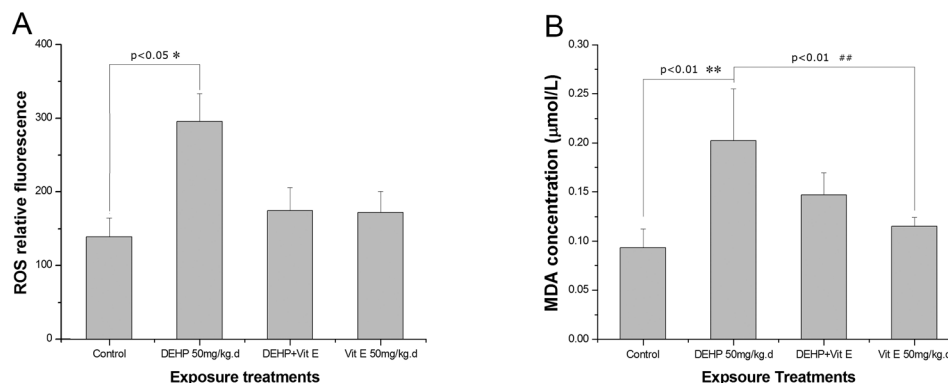 A
p<0.05 *
400
300
200
100
0
ROS relative fluorescence
Control
DEHP 50mg/kg.d
DEHP+Vit E
Vit E 50mg/kg.d
Exposure treatments
B
p<0.01 **
p<0.01 ##
0.30
0.25
0.20
0.15
0.10
0.05
0.00
MDA concentration (μmol/L)
Control
DEHP 50mg/kg.d
DEHP+Vit E
Vit E 50mg/kg.d
Expsoure Treatments